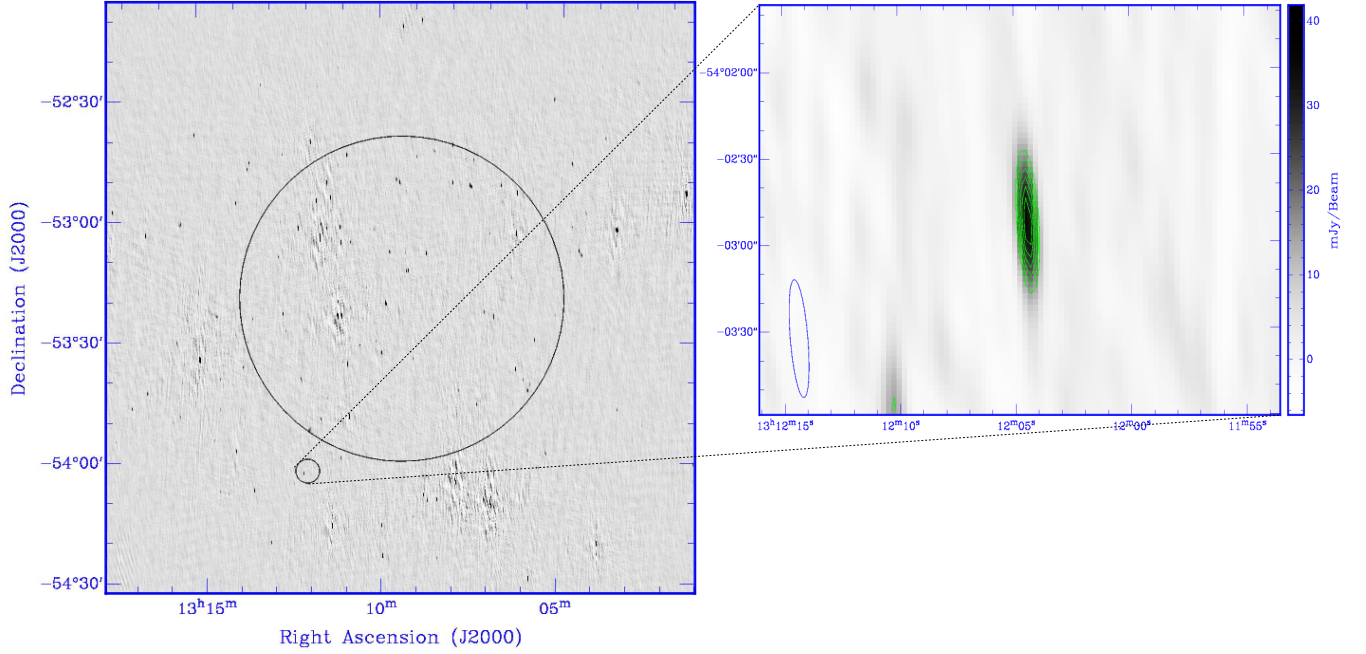 −52°30′
−53°00′
−53°30′
−54°00′
−54°30′
Declination (J2000)
13ʰ15ᵐ
10ᵐ
05ᵐ
Right Ascension (J2000)
−54°02′00″
−02′30″
−03′00″
−03′30″
13ʰ12ᵐ15ˢ
12ᵐ10ˢ
12ᵐ05ˢ
12ᵐ00ˢ
11ᵐ55ˢ
40
30
20
10
0
mJy/Beam